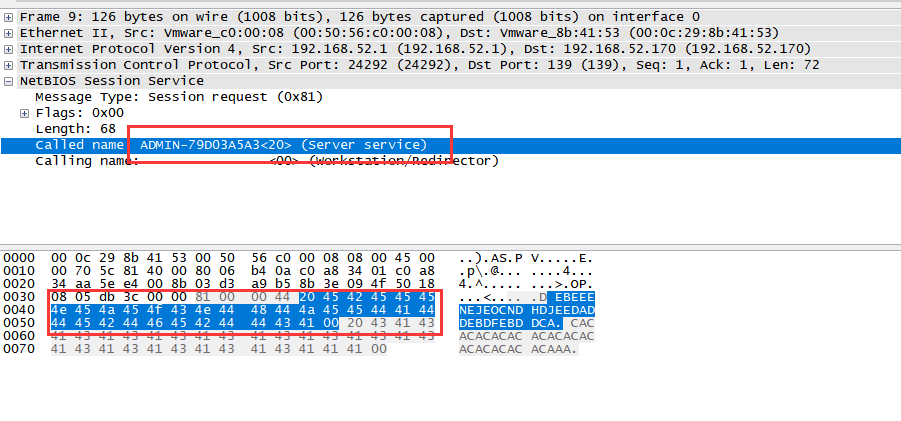 Frame 9: 126 bytes on wire (1008 bits), 126 bytes captured (1008 bits) on interface 0
Ethernet II, Src: Vmware_c0:00:08 (00:50:56:c0:00:08), Dst: Vmware_8b:41:53 (00:0c:29:8b:41:53)
Internet Protocol Version 4, Src: 192.168.52.1 (192.168.52.1), Dst: 192.168.52.170 (192.168.52.170)
Transmission Control Protocol, Src Port: 24292 (24292), Dst Port: 139 (139), Seq: 1, Ack: 1, Len: 72
NetBIOS Session Service
Message Type: Session request (0x81)
Flags: 0x00
Length: 68
Called name: ADMIN-79D03A5A3<20> (Server service)
Calling name: <00> (Workstation/Redirector)
0000 00 0c 29 8b 41 53 00 50 56 c0 00 08 08 00 45 00 ..).AS.P V.....E.
0010 00 70 5c 81 40 00 80 06 b4 0a c0 a8 34 01 c0 a8 .p\.@... ....4...
0020 34 aa 5e e4 00 8b 03 d3 a9 b5 8b 3e 09 4f 50 18 4.^..... ...>.OP.
0030 08 05 db 3c 00 00 81 00 00 44 20 45 42 45 45 45 ...<.... .D EBEEE
0040 4e 45 4a 45 4f 43 4e 44 48 44 4a 45 45 44 41 44 NEJEOCND HDJEEDAD
0050 44 45 42 44 46 45 42 44 44 43 41 00 20 43 41 43 DEBDFEBD DCA. CAC
0060 41 43 41 43 41 43 41 43 41 43 41 43 41 43 41 43 ACACACAC ACACACAC
0070 41 43 41 43 41 43 41 43 41 41 41 00 ACACACAC ACAAA.